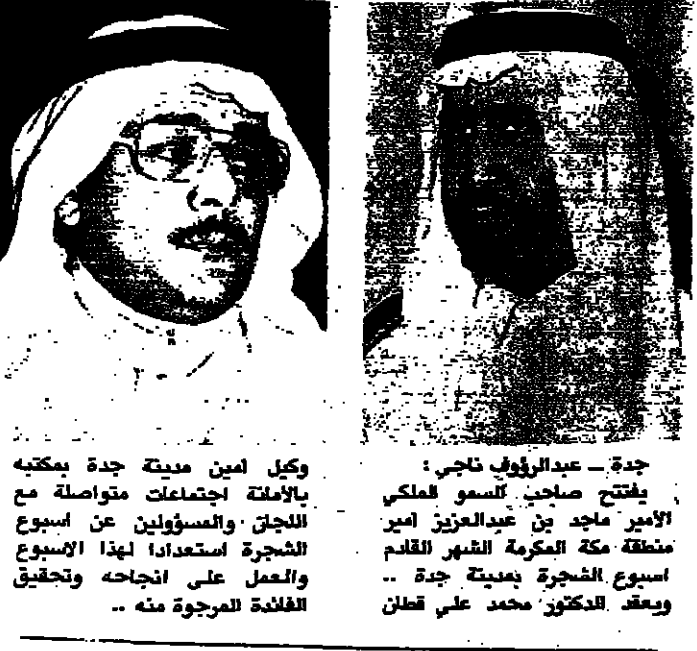 جدة ـ عبدالرؤوف ناجي :
يفتتح صاحب السمو الملكي
الأمير ماجد بن عبدالعزيز امير
منطقة مكة المكرمة الشهر القادم
اسبوع الشجرة بمدينة جدة ..
ويعقد الدكتور محمد علي قطان
وكيل امين مدينة جدة بمكتبه
بالأمانة اجتماعات متواصلة مع
اللجان والمسؤولين عن اسبوع
الشجرة استعدادا لهذا الاسبوع
والعمل على انجاحه وتحقيق
الفائدة المرجوة منه ..